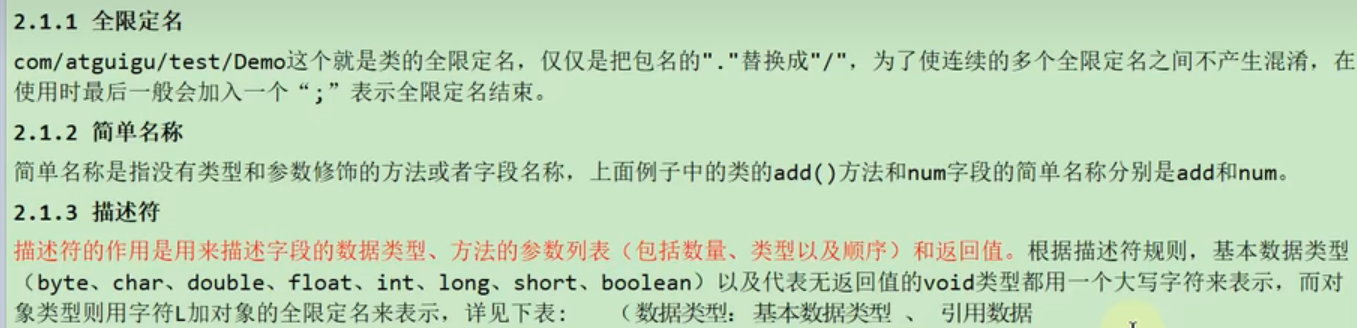 2.1.1 全限定名
com/atguigu/test/Demo这个就是类的全限定名，仅仅是把包名的"."替换成"/"，为了使连续的多个全限定名之间不产生混淆，在
使用时最后一般会加入一个“;”表示全限定名结束。
2.1.2 简单名称
简单名称是指没有类型和参数修饰的方法或者字段名称，上面例子中的类的add()方法和num字段的简单名称分别是add和num。
2.1.3 描述符
描述符的作用是用来描述字段的数据类型、方法的参数列表（包括数量、类型以及顺序）和返回值。根据描述符规则，基本数据类型
（byte、char、double、float、int、long、short、boolean）以及代表无返回值的void类型都用一个大写字符来表示，而对
象类型则用字符L加对象的全限定名来表示，详见下表: （数据类型：基本数据类型 、 引用数据